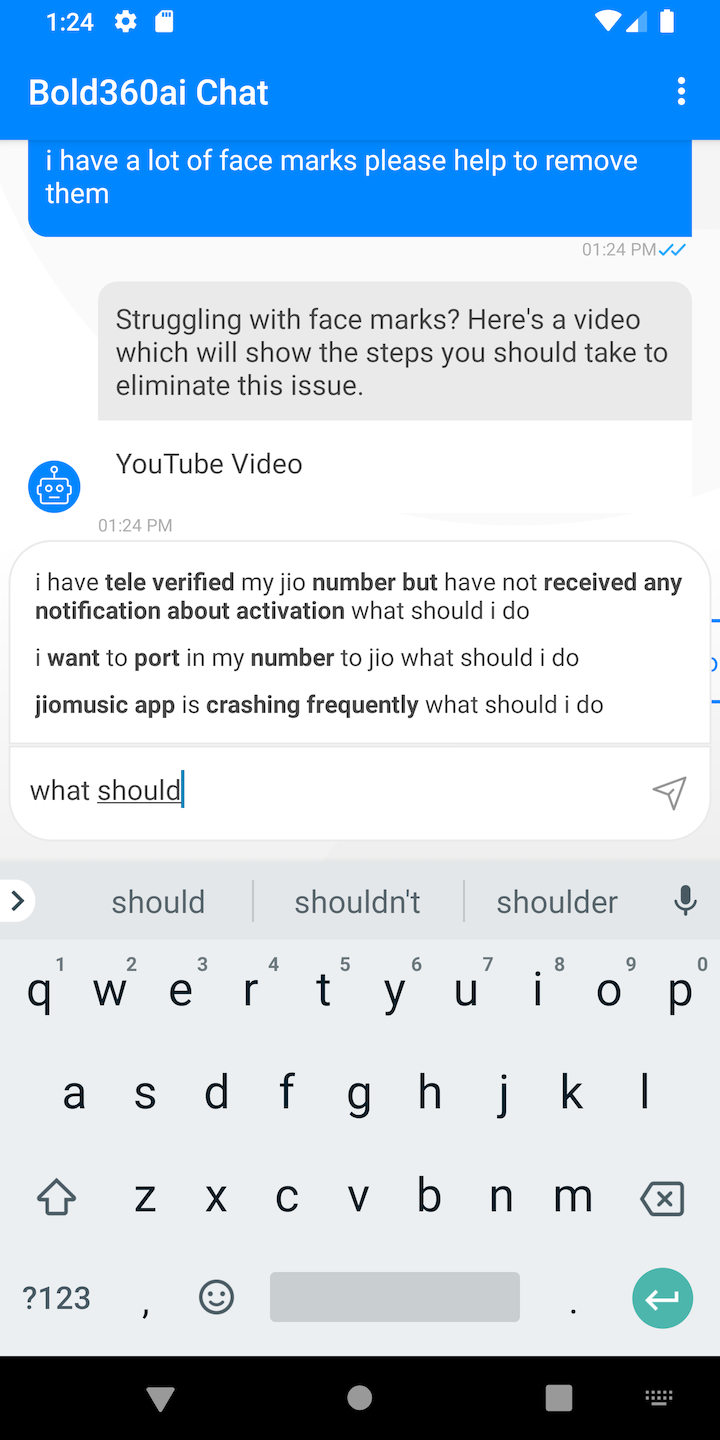 1:24
Bold360ai Chat
i have a lot of face marks please help to remove
them
01:24 PM
Struggling with face marks? Here's a video
which will show the steps you should take to
eliminate this issue.
YouTube Video
01:24 PM
i have tele verified my jio number but have not received any
notification about activation what should i do
i want to port in my number to jio what should i do
jiomusic app is crashing frequently what should i do
what should
should shouldn't shoulder
1 2 3 4 5 6 7 8 9 0
q w e r t y u i o p
a s d f g h j k l
z x c v b n m
?123 , .